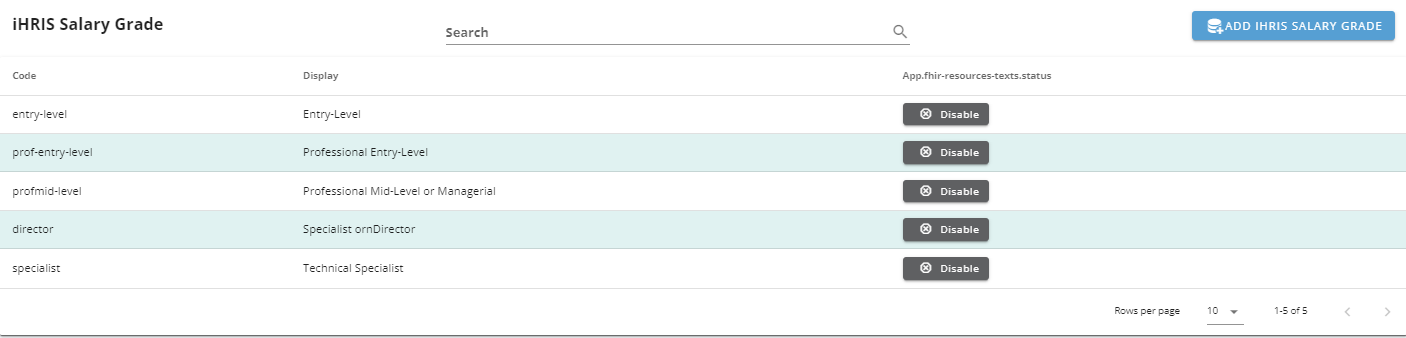 iHRIS Salary Grade
Search
ADD IHRIS SALARY GRADE
Code Display App.fhir-resources-texts.status
entry-level Entry-Level Disable
prof-entry-level Professional Entry-Level Disable
profmid-level Professional Mid-Level or Managerial Disable
director Specialist ornDirector Disable
specialist Technical Specialist Disable
Rows per page 10 1-5 of 5